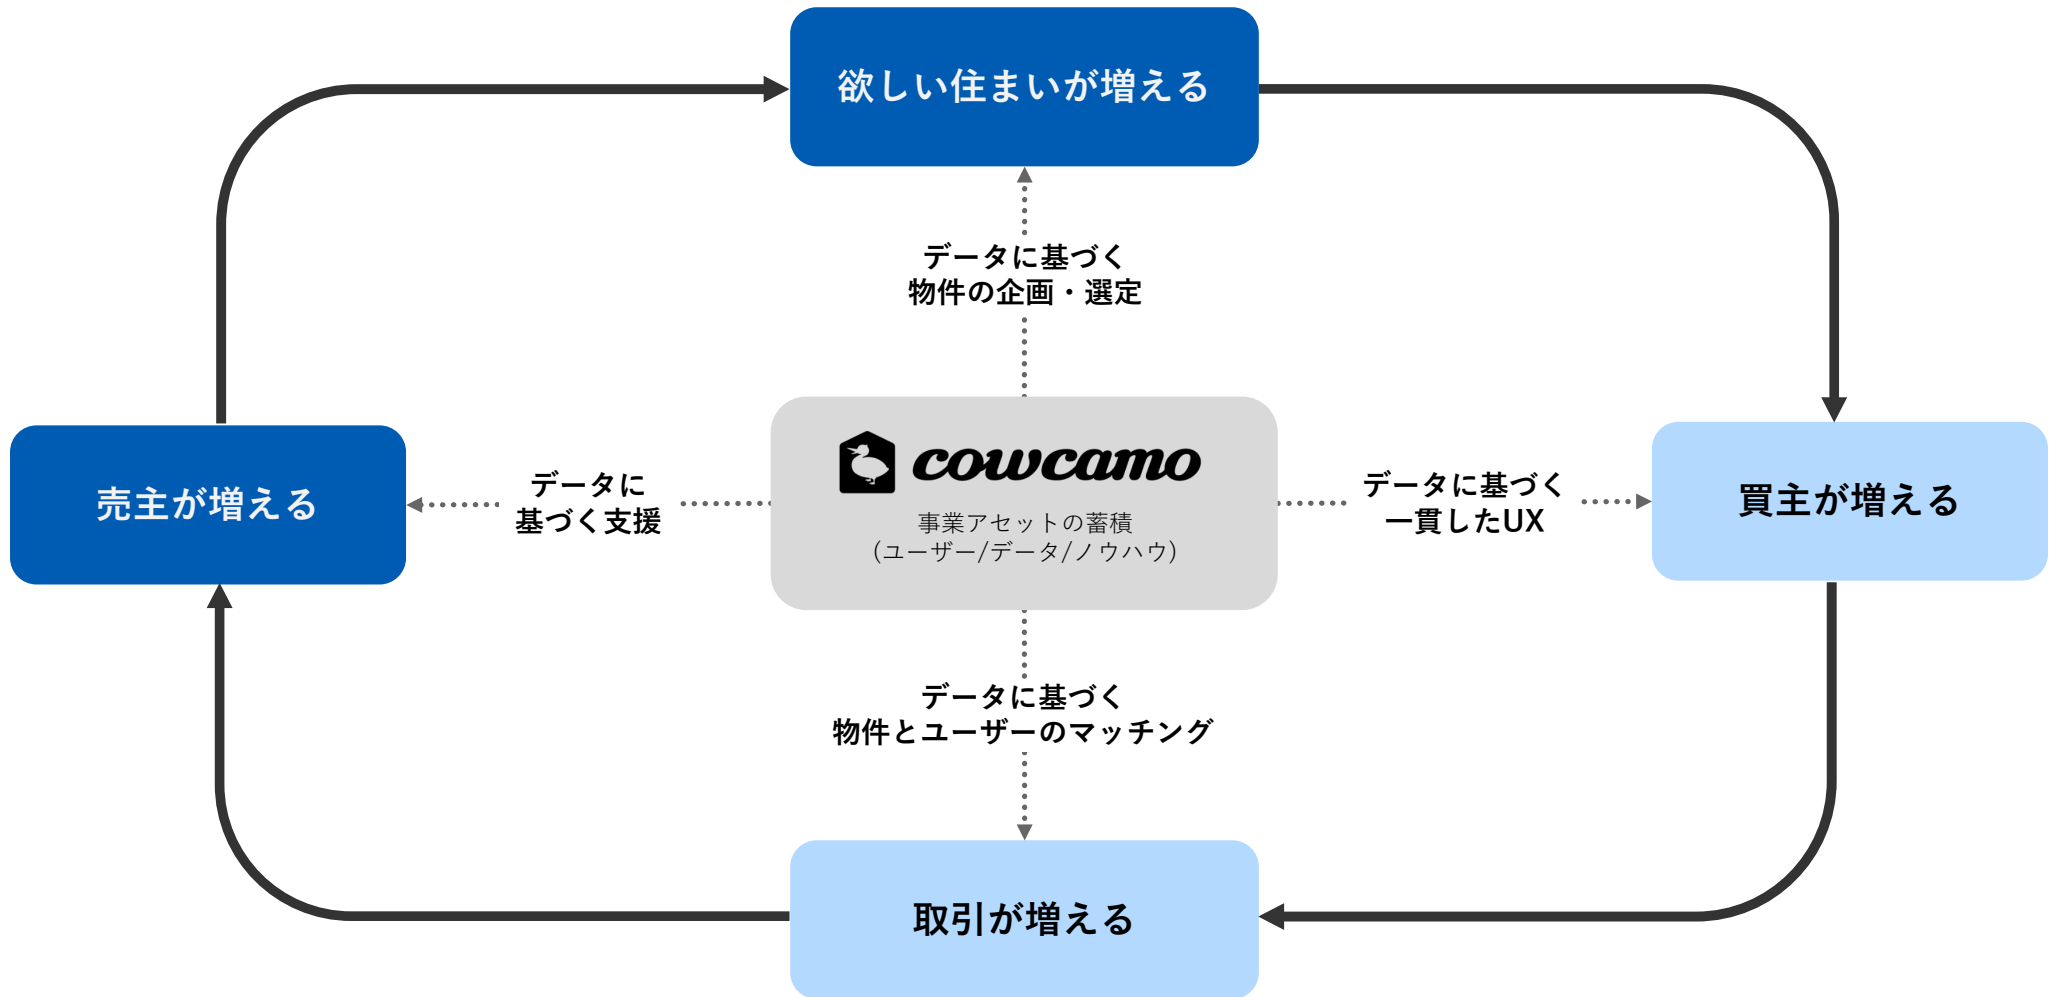 欲しい住まいが増える
データに基づく
物件の企画・選定
売主が増える
データに
基づく支援
cowcamo
事業アセットの蓄積
(ユーザー/データ/ノウハウ)
データに基づく
一貫したUX
買主が増える
データに基づく
物件とユーザーのマッチング
取引が増える